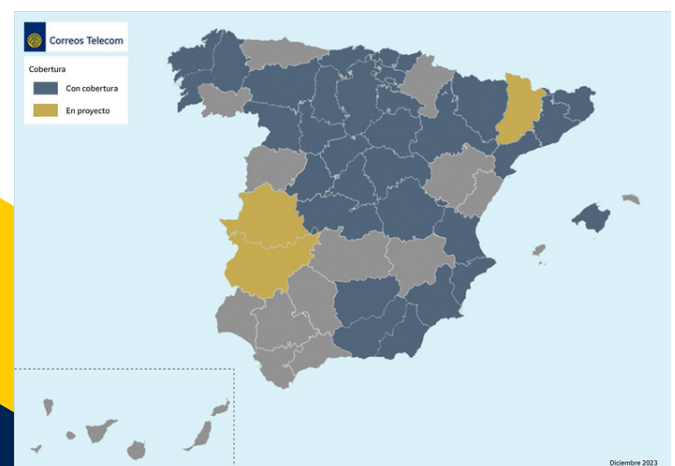 Correos Telecom
Cobertura
Con cobertura
En proyecto
Diciembre 2023